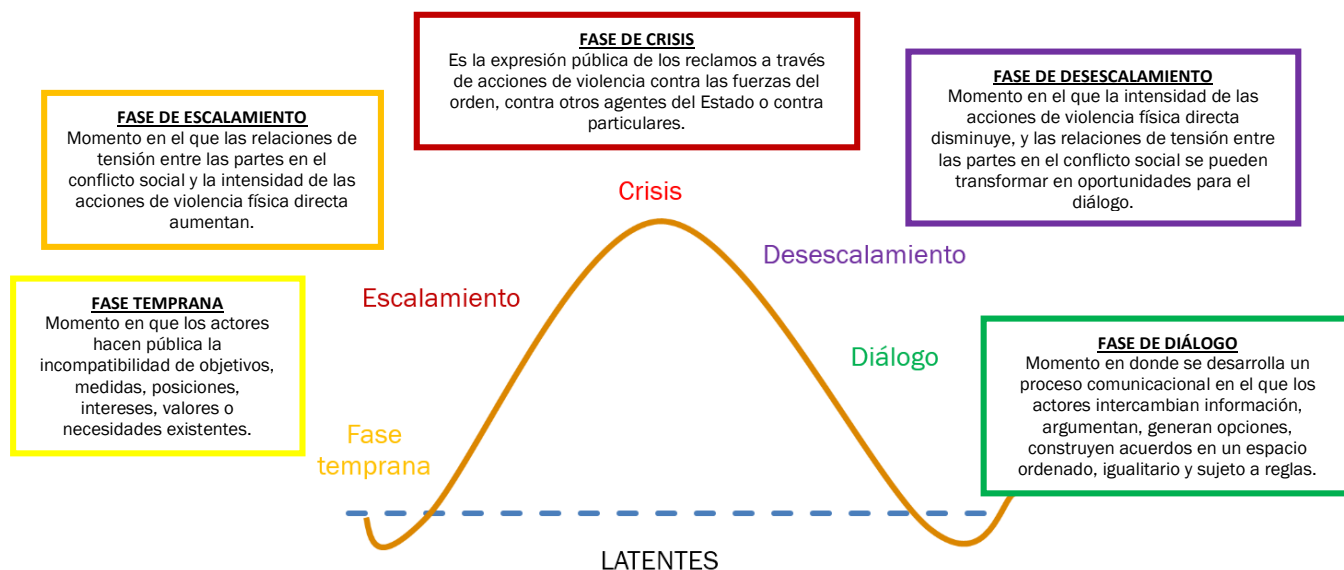 FASE DE CRISIS
Es la expresión pública de los reclamos a través
de acciones de violencia contra las fuerzas del
orden, contra otros agentes del Estado o contra
particulares.
FASE DE DESESCALAMIENTO
Momento en el que la intensidad de las
acciones de violencia física directa
disminuye, y las relaciones de tensión entre
las partes en el conflicto social se pueden
transformar en oportunidades para el
diálogo.
FASE DE ESCALAMIENTO
Momento en el que las relaciones de
tensión entre las partes en el
conflicto social y la intensidad de las
acciones de violencia física directa
aumentan.
Crisis
Desescalamiento
Escalamiento
FASE TEMPRANA
Momento en que los actores
hacen pública la
incompatibilidad de objetivos,
medidas, posiciones,
intereses, valores o
necesidades existentes.
Diálogo
FASE DE DIÁLOGO
Momento en donde se desarrolla un
proceso comunicacional en el que los
actores intercambian información,
argumentan, generan opciones,
construyen acuerdos en un espacio
ordenado, igualitario y sujeto a reglas.
Fase
temprana
LATENTES